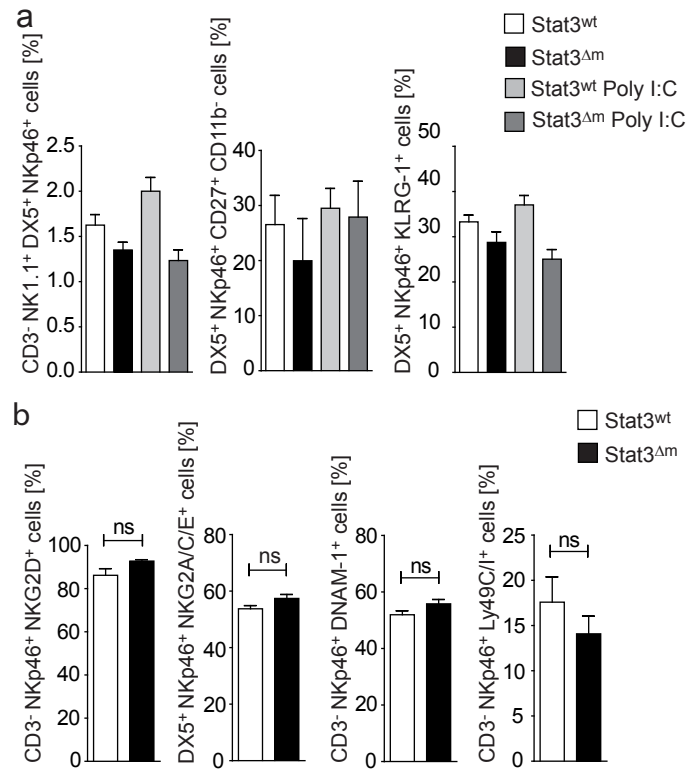 a
Stat3wt
Stat3Δm
Stat3wt Poly I:C
Stat3Δm Poly I:C
CD3- NK1.1+ DX5+ NKp46+ cells [%]
2.5
2.0
1.5
1.0
0.5
0.0
DX5+ NKp46+ CD27+ CD11b- cells [%]
40
30
20
10
0
DX5+ NKp46+ KLRG-1+ cells [%]
50
40
30
30
10
0
b
Stat3wt
Stat3Δm
CD3- NKp46+ NKG2D+ cells [%]
100
80
60
40
20
0
ns
DX5+ NKp46+ NKG2A/C/E+ cells [%]
80
60
40
20
0
ns
CD3- NKp46+ DNAM-1+ cells [%]
80
60
40
20
0
ns
CD3- NKp46+ Ly49C/I+ cells [%]
25
20
15
10
5
0
ns